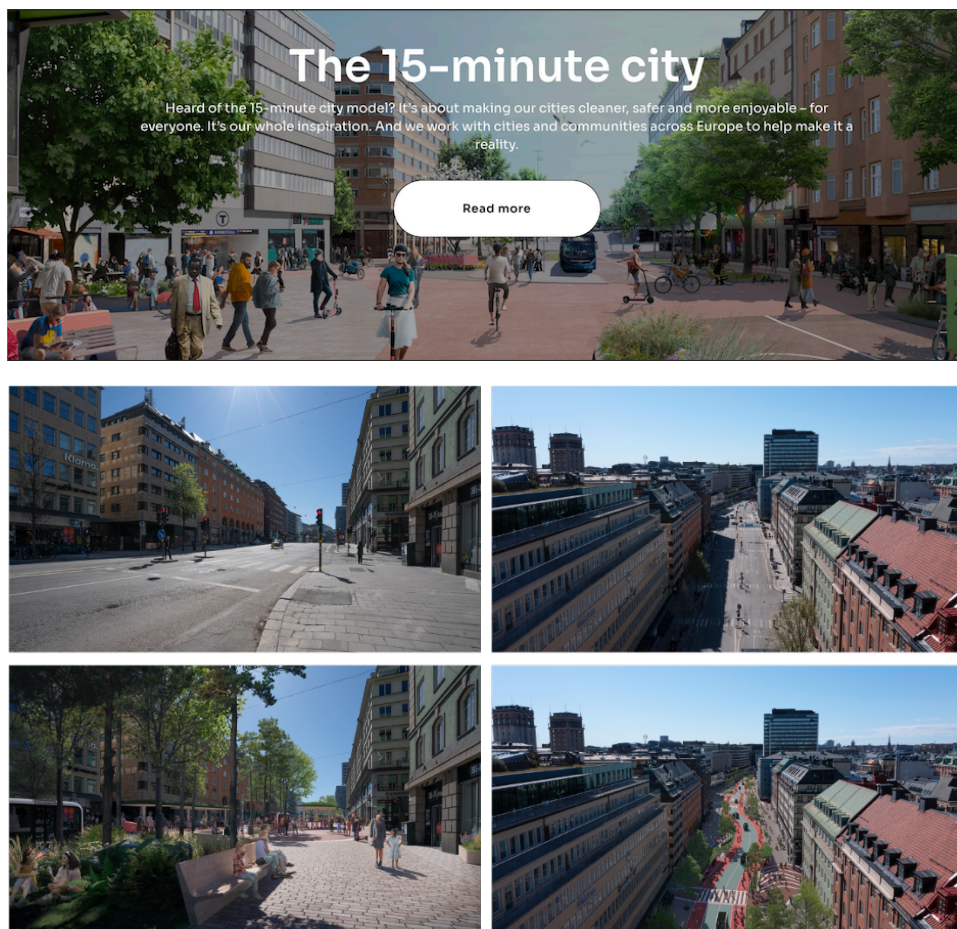 The 15-minute city
Heard of the 15-minute city model? It's about making our cities cleaner, safer and more enjoyable – for
everyone. It's our whole inspiration. And we work with cities and communities across Europe to help make it a
reality.
T
Read more
Klarna.